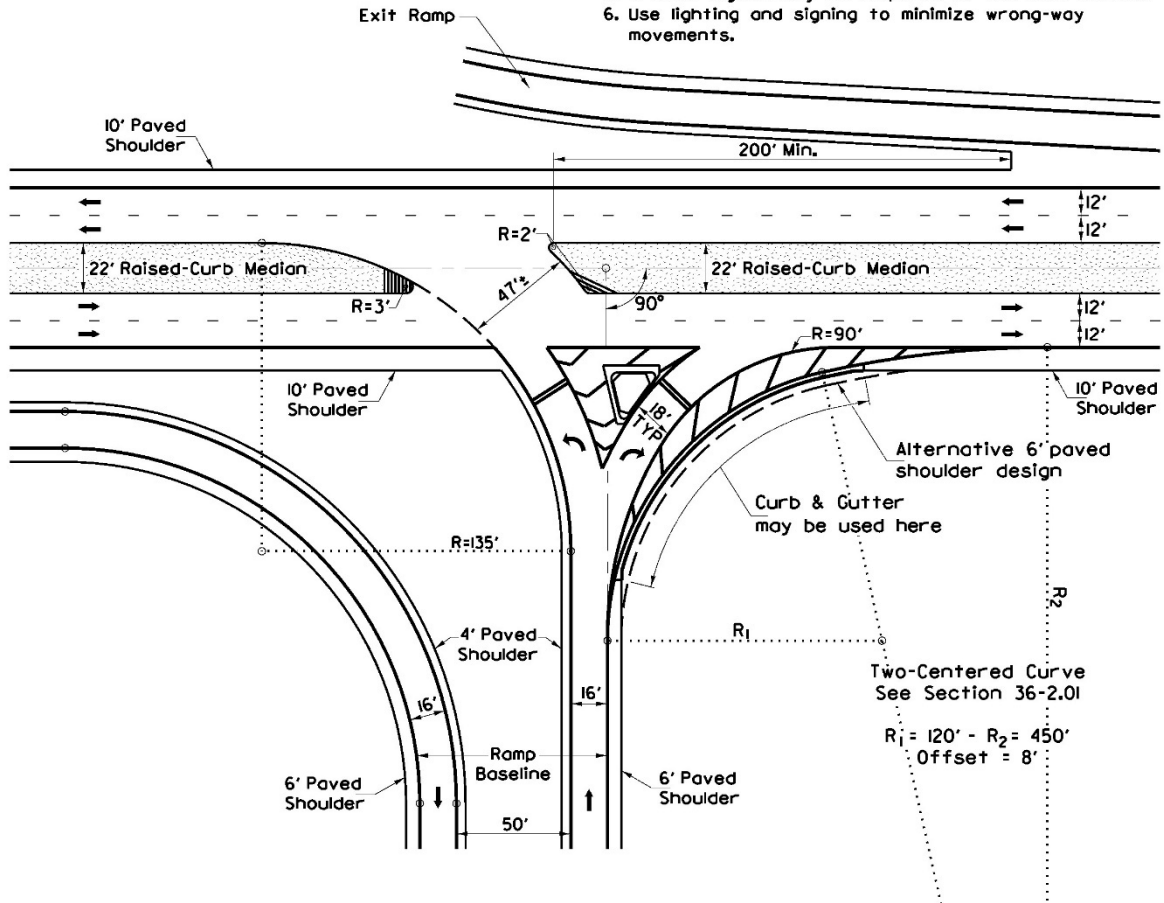 Exit Ramp
6. Use lighting and signing to minimize wrong-way
movements.
10' Paved
Shoulder
200' Min.
12'
12'
R=2'
22' Raised-Curb Median
22' Raised-Curb Median
47'±
R=3'
90°
12'
12'
R=90'
10' Paved
Shoulder
10' Paved
Shoulder
18'
TYP
Alternative 6' paved
shoulder design
Curb & Gutter
may be used here
R=135'
R2
R1
4' Paved
Shoulder
Two-Centered Curve
See Section 36-2.01
16'
16'
R1 = 120' - R2 = 450'
Offset = 8'
Ramp
Baseline
6' Paved
Shoulder
6' Paved
Shoulder
50'